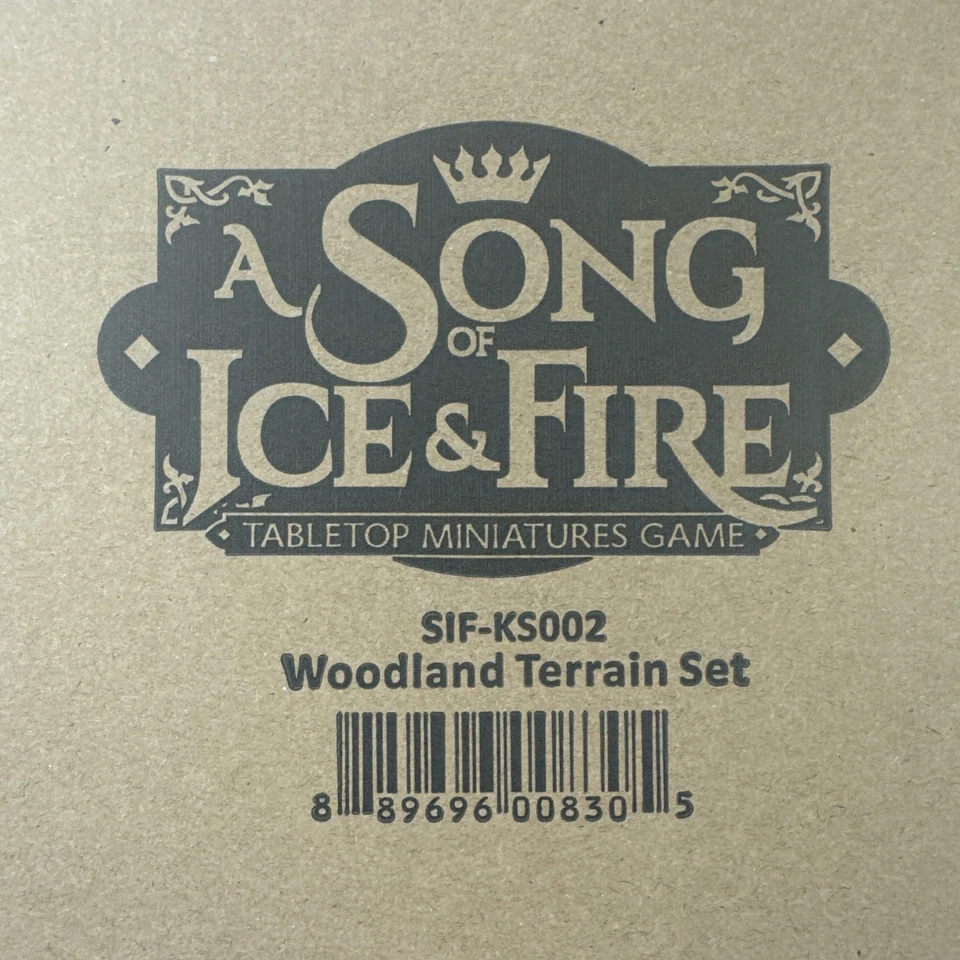 A SONG
OF
ICE & FIRE
TABLETOP MINIATURES GAME
SIF-KS002
Woodland Terrain Set
8 89696 00830 5